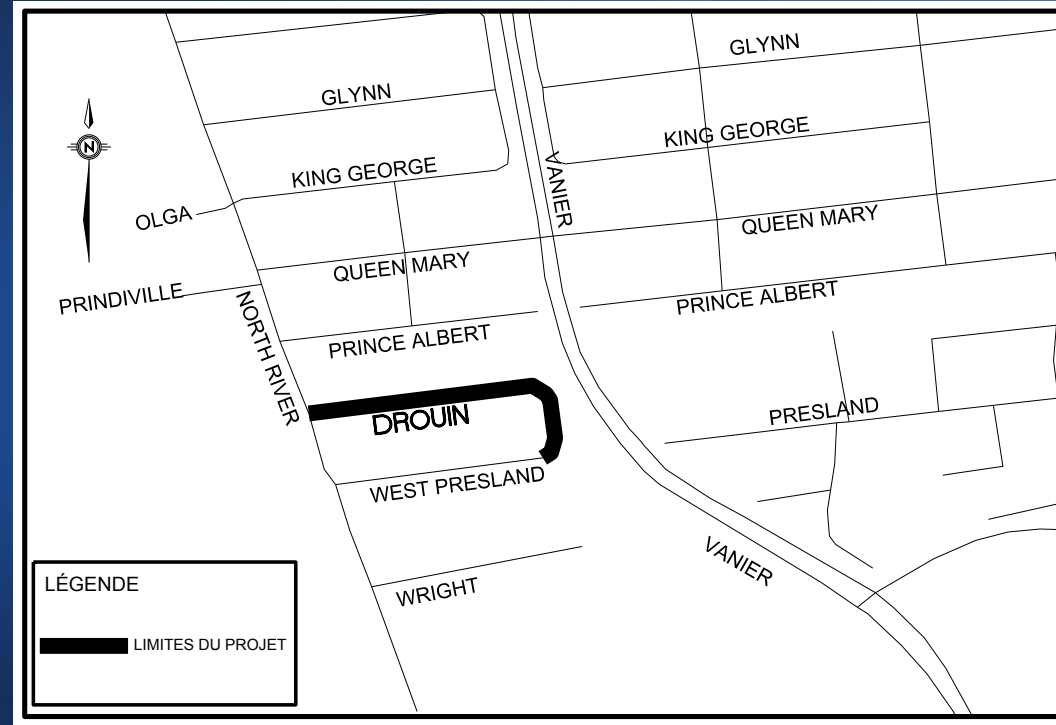 GLYNN
GLYNN
KING GEORGE
KING GEORGE
VANIER
OLGA
QUEEN MARY
QUEEN MARY
PRINDIVILLE
NORTH RIVER
PRINCE ALBERT
PRINCE ALBERT
DROUIN
PRESLAND
WEST PRESLAND
VANIER
WRIGHT
N
LÉGENDE
LIMITES DU PROJET